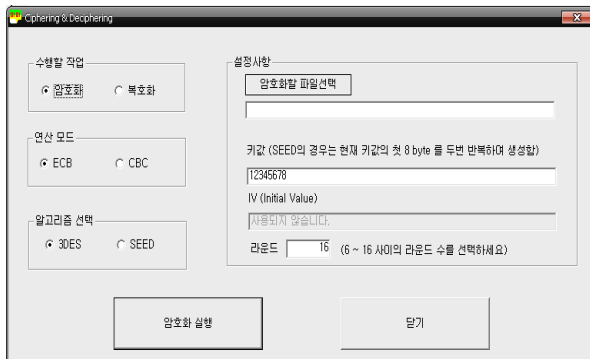 Ciphering & Deophering
수행할 작업
암호화 복호화
연산 모드
ECB CBC
알고리즘 선택
3DES SEED
설정사항
암호화할 파일선택
키값 (SEED의 경우는 현재 키값의 첫 8 byte 를 두번 반복하여 생성함)
12345678
IV (Initial Value)
사용되지 않습니다.
라운드 16 (6 ~ 16 사이의 라운드 수를 선택하세요)
암호화 실행 닫기